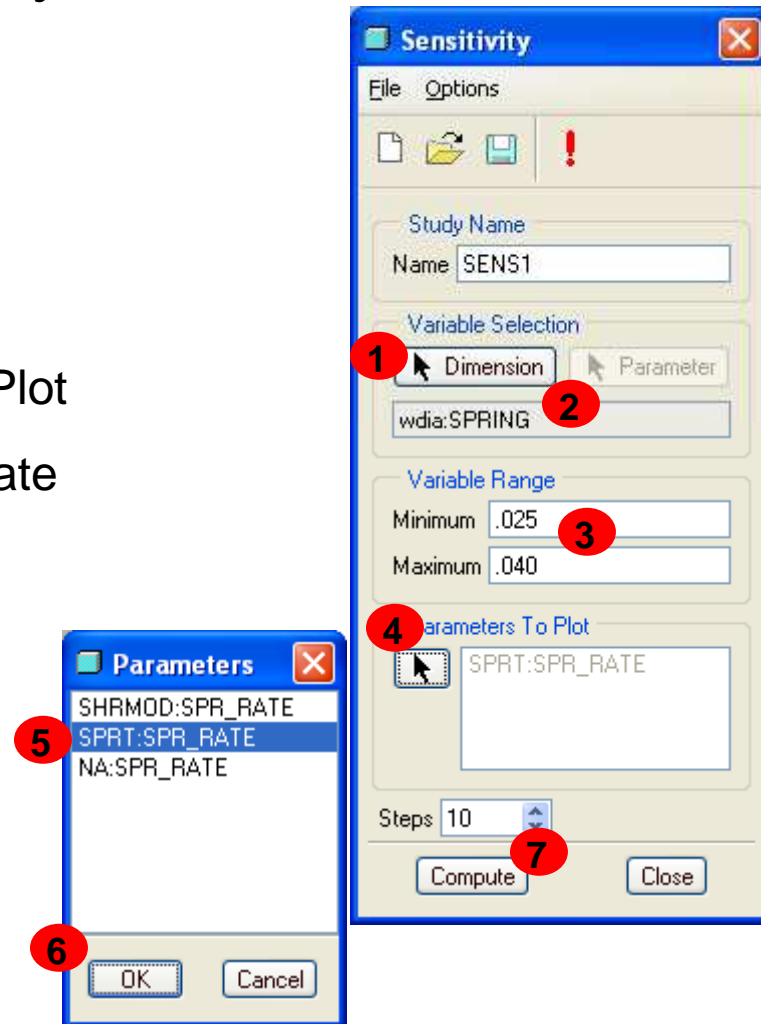 Plot
ate
Sensitivity
File Options
Study Name
Name SENS1
Variable Selection
1 Dimension Parameter
2
wdia:SPRING
Variable Range
Minimum .025
3
Maximum .040
4 arameters To Plot
SPRT:SPR_RATE
Steps 10
7
Compute Close
Parameters
SHRMOD:SPR_RATE
5 SPRT:SPR_RATE
NA:SPR_RATE
6
OK Cancel